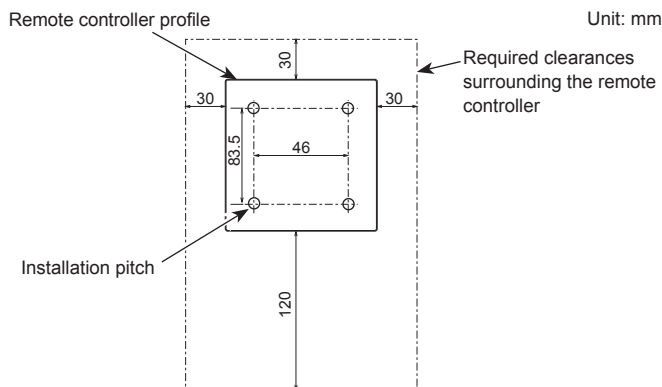 Remote controller profile
Unit: mm
30
Required clearances
surrounding the remote
controller
30
30
83.5
46
Installation pitch
120